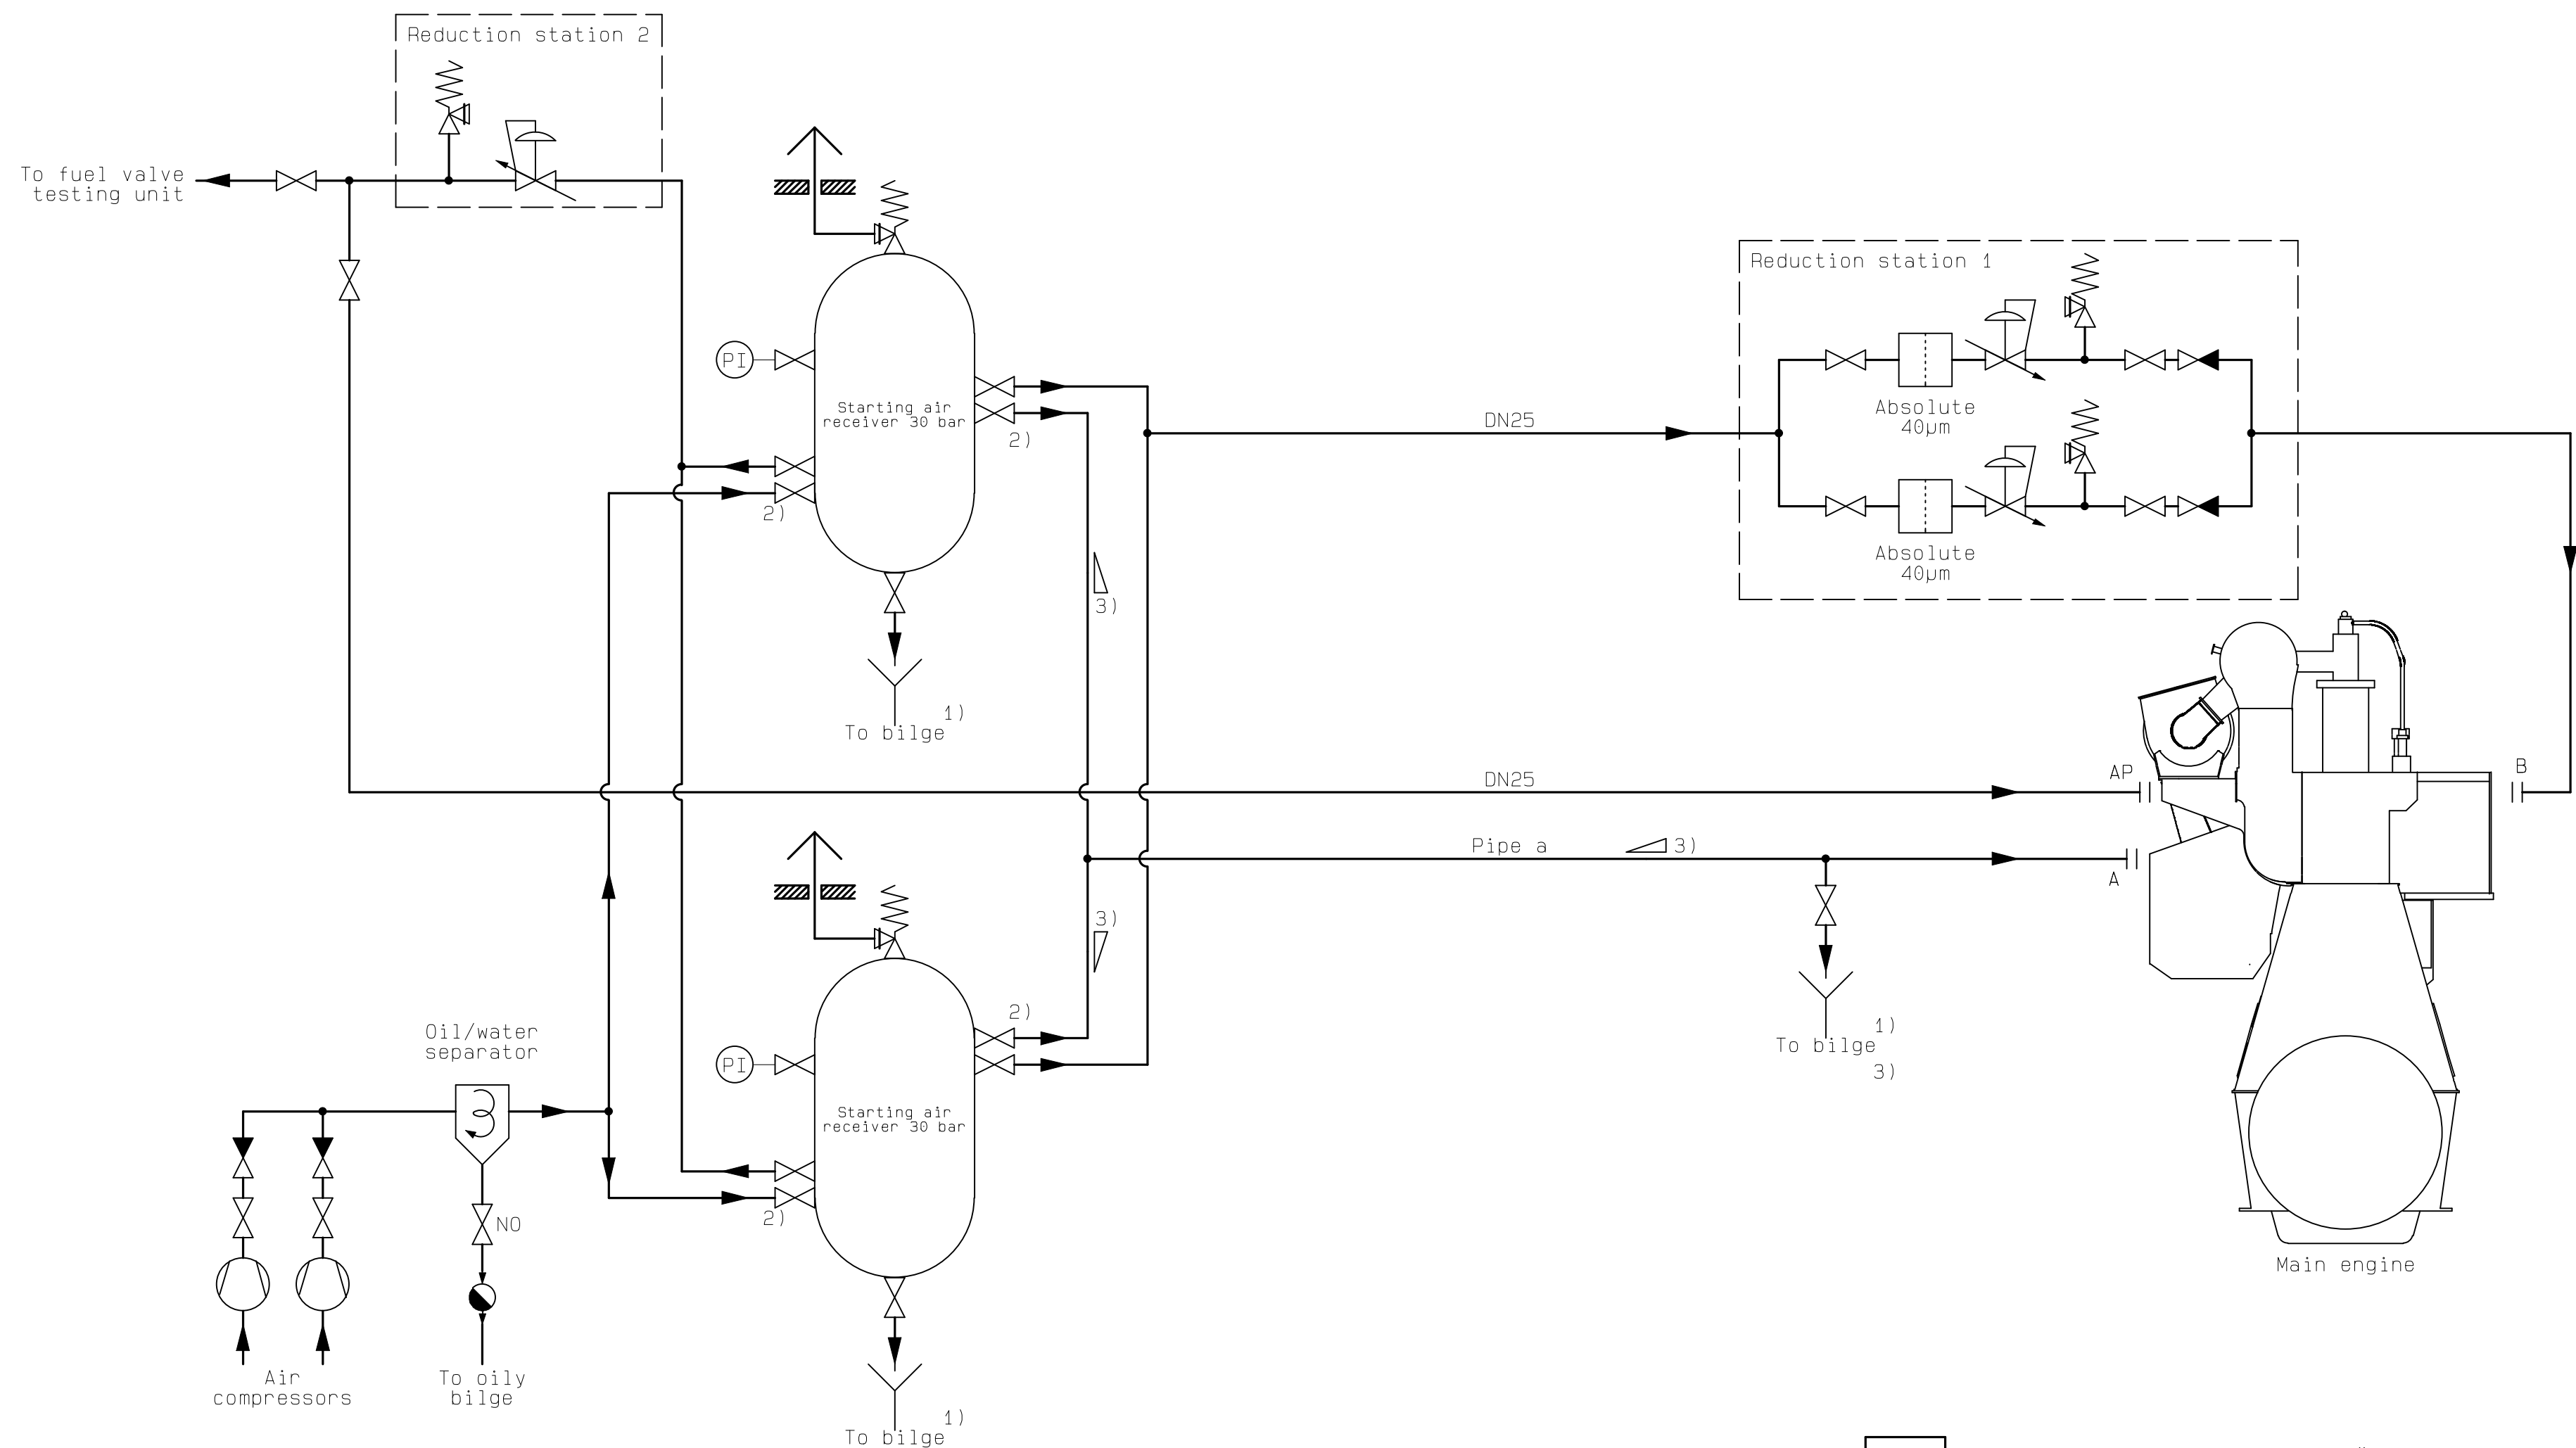 Reduction station 2
To fuel valve
testing unit
Reduction station 1
PI
Starting air
receiver 30 bar
2)
2)
DN25
Absolute
40µm
Absolute
40µm
3)
1)
To bilge
DN25
AP
B
Pipe a
3)
A
3)
2)
Oil/water
separator
PI
Starting air
receiver 30 bar
1)
To bilge
3)
2)
NO
Main engine
Air
compressors
To oily
bilge
1)
To bilge